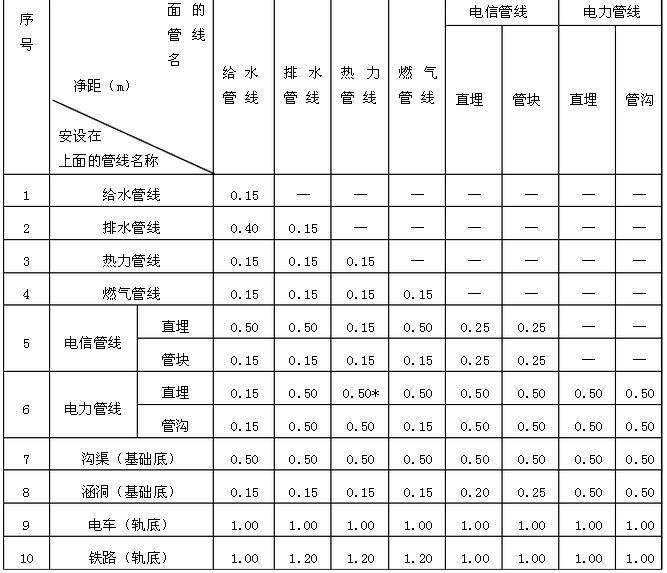 序号 面的管线名 净距（m） 安设在上面的管线名称 给水管线 排水管线 热力管线 燃气管线 电信管线 电力管线
直埋 管块 直埋 管沟
1 给水管线 0.15 — — — — — — —
2 排水管线 0.40 0.15 — — — — — —
3 热力管线 0.15 0.15 0.15 — — — — —
4 燃气管线 0.15 0.15 0.15 0.15 — — — —
5 电信管线 直埋 0.50 0.50 0.15 0.50 0.25 0.25 — —
管块 0.15 0.15 0.15 0.15 0.25 0.25 — —
6 电力管线 直埋 0.15 0.50 0.50* 0.50 0.50 0.50 0.50 0.50
管沟 0.15 0.50 0.50 0.15 0.50 0.50 0.50 0.50
7 沟渠（基础底） 0.50 0.50 0.50 0.50 0.50 0.50 0.50 0.50
8 涵洞（基础底） 0.15 0.15 0.15 0.15 0.20 0.25 0.50 0.50
9 电车（轨底） 1.00 1.00 1.00 1.00 1.00 1.00 1.00 1.00
10 铁路（轨底） 1.00 1.20 1.20 1.20 1.00 1.00 1.00 1.00